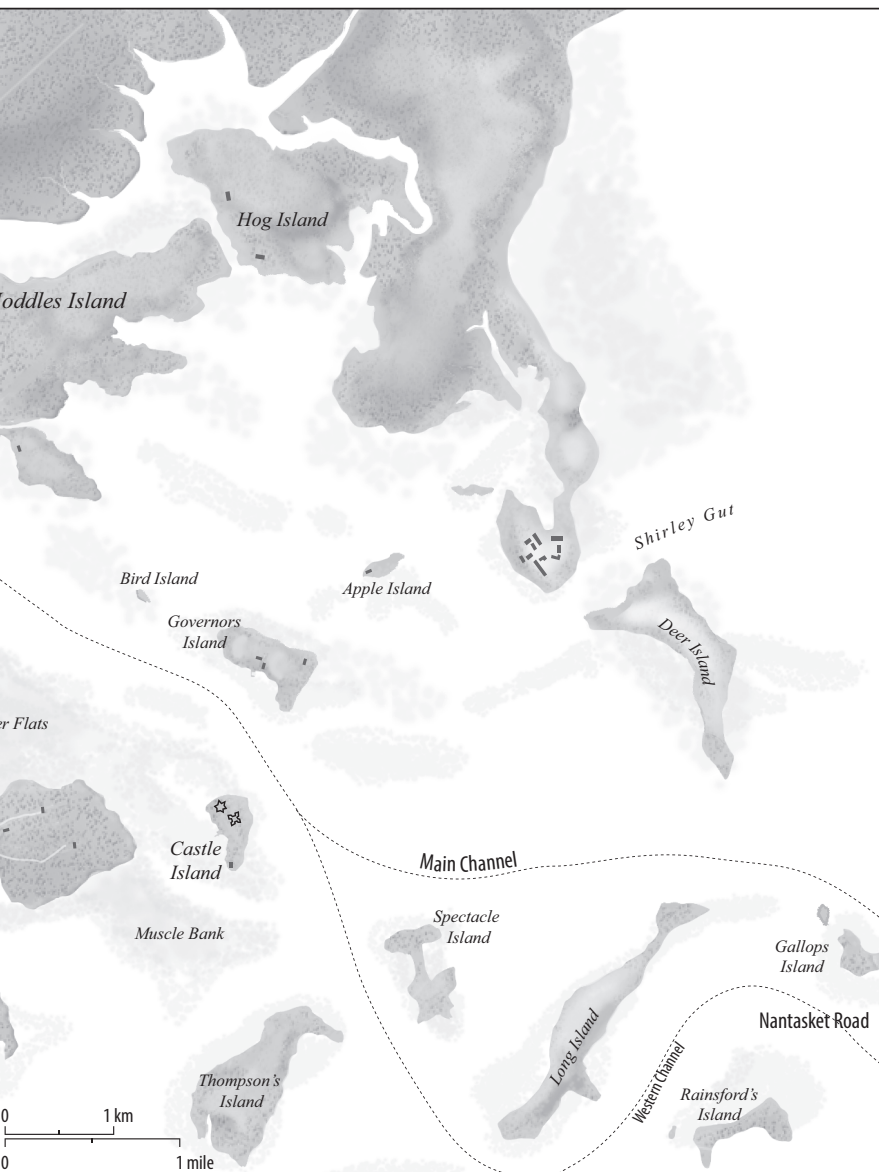 Hog Island
oddles Island
Shirley Gut
Bird Island
Apple Island
Governors
Island
Deer Island
er Flats
Castle
Island
Main Channel
Muscle Bank
Spectacle
Island
Gallops
Island
Long Island
Nantasket Road
Western Channel
Thompson's
Island
Rainsford's
Island
0 1 km
0 1 mile